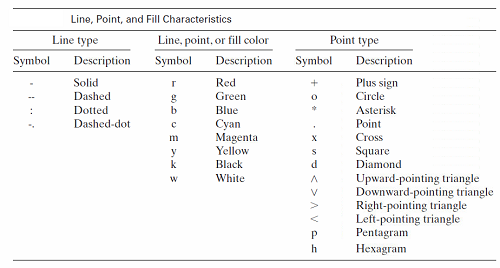 Line, Point, and Fill Characteristics
Line type Line, point, or fill color Point type
Symbol Description Symbol Description Symbol Description
- Solid r Red + Plus sign
-- Dashed g Green o Circle
: Dotted b Blue * Asterisk
-. Dashed-dot c Cyan . Point
m Magenta x Cross
y Yellow s Square
k Black d Diamond
w White ^ Upward-pointing triangle
∨ Downward-pointing triangle
> Right-pointing triangle
< Left-pointing triangle
p Pentagram
h Hexagram